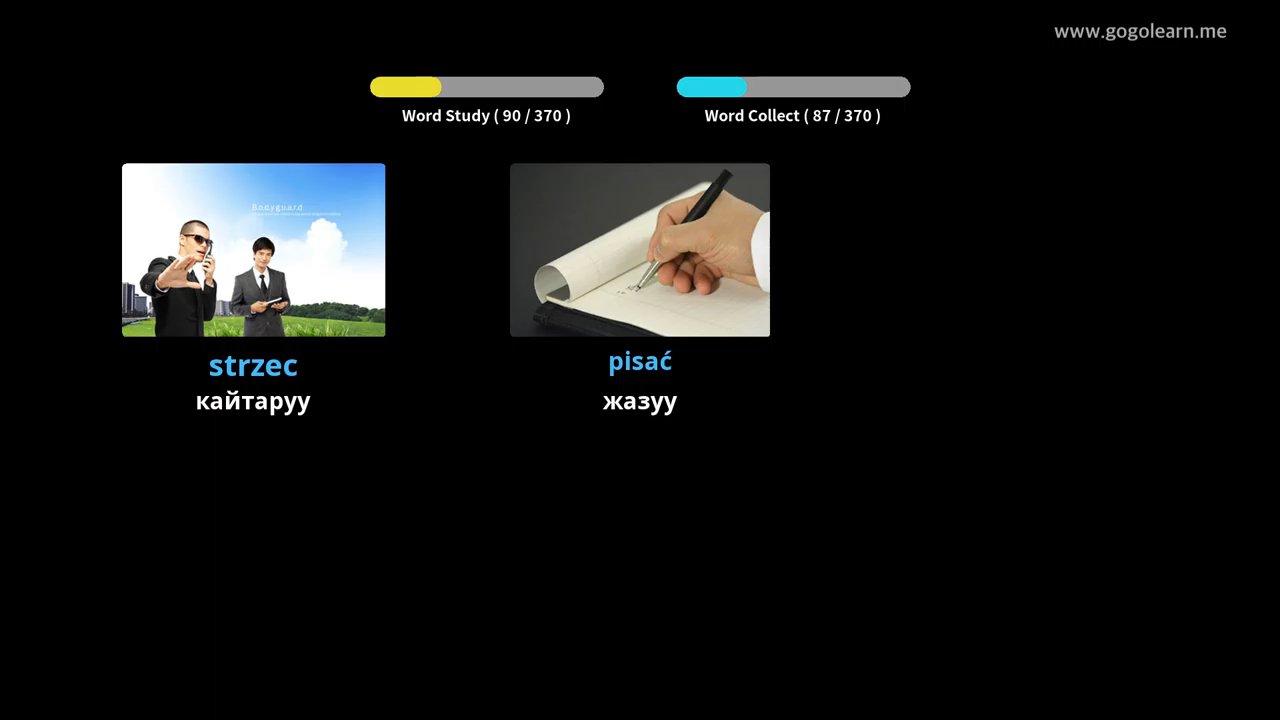 www.gogolearn.me
Word Study ( 90 / 370 )
Word Collect ( 87 / 370 )
Bodyguard
strzec
кайтаруу
pisać
жазуу